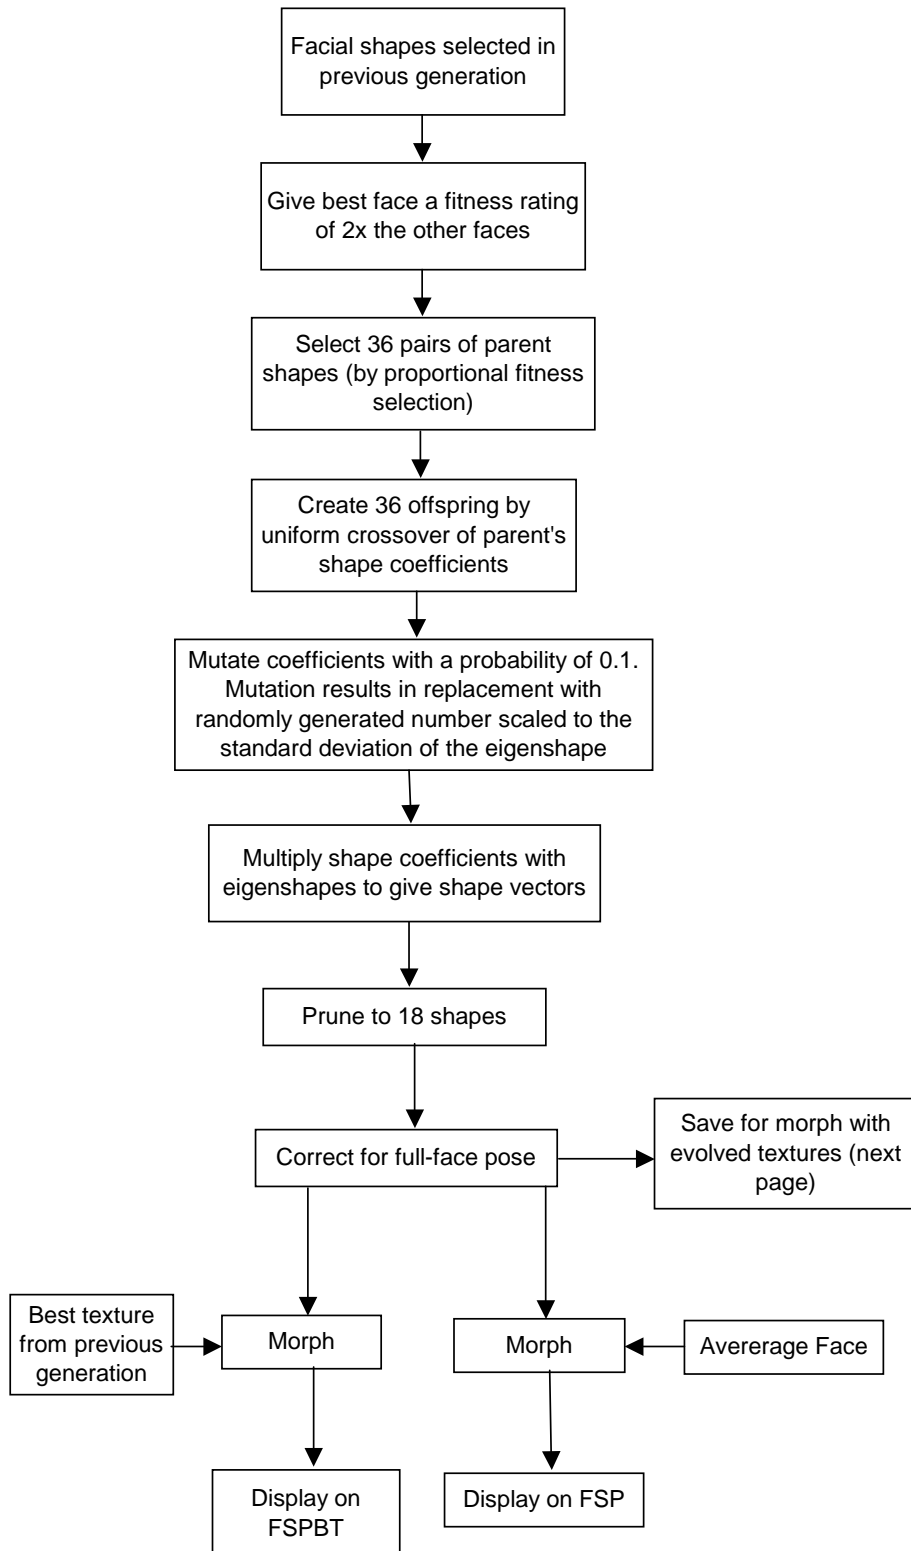 Facial shapes selected in
previous generation
Give best face a fitness rating
of 2x the other faces
Select 36 pairs of parent
shapes (by proportional fitness
selection)
Create 36 offspring by
uniform crossover of parent's
shape coefficients
Mutate coefficients with a probability of 0.1.
Mutation results in replacement with
randomly generated number scaled to the
standard deviation of the eigenshape
Multiply shape coefficients with
eigenshapes to give shape vectors
Prune to 18 shapes
Correct for full-face pose
Save for morph with
evolved textures (next
page)
Best texture
from previous
generation
Morph
Morph
Avererage Face
Display on
FSPBT
Display on FSP